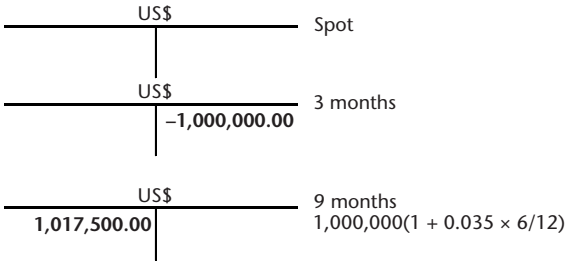 US$
Spot
US$
3 months
–1,000,000.00
US$
9 months
1,017,500.00
1,000,000(1 + 0.035 × 6/12)